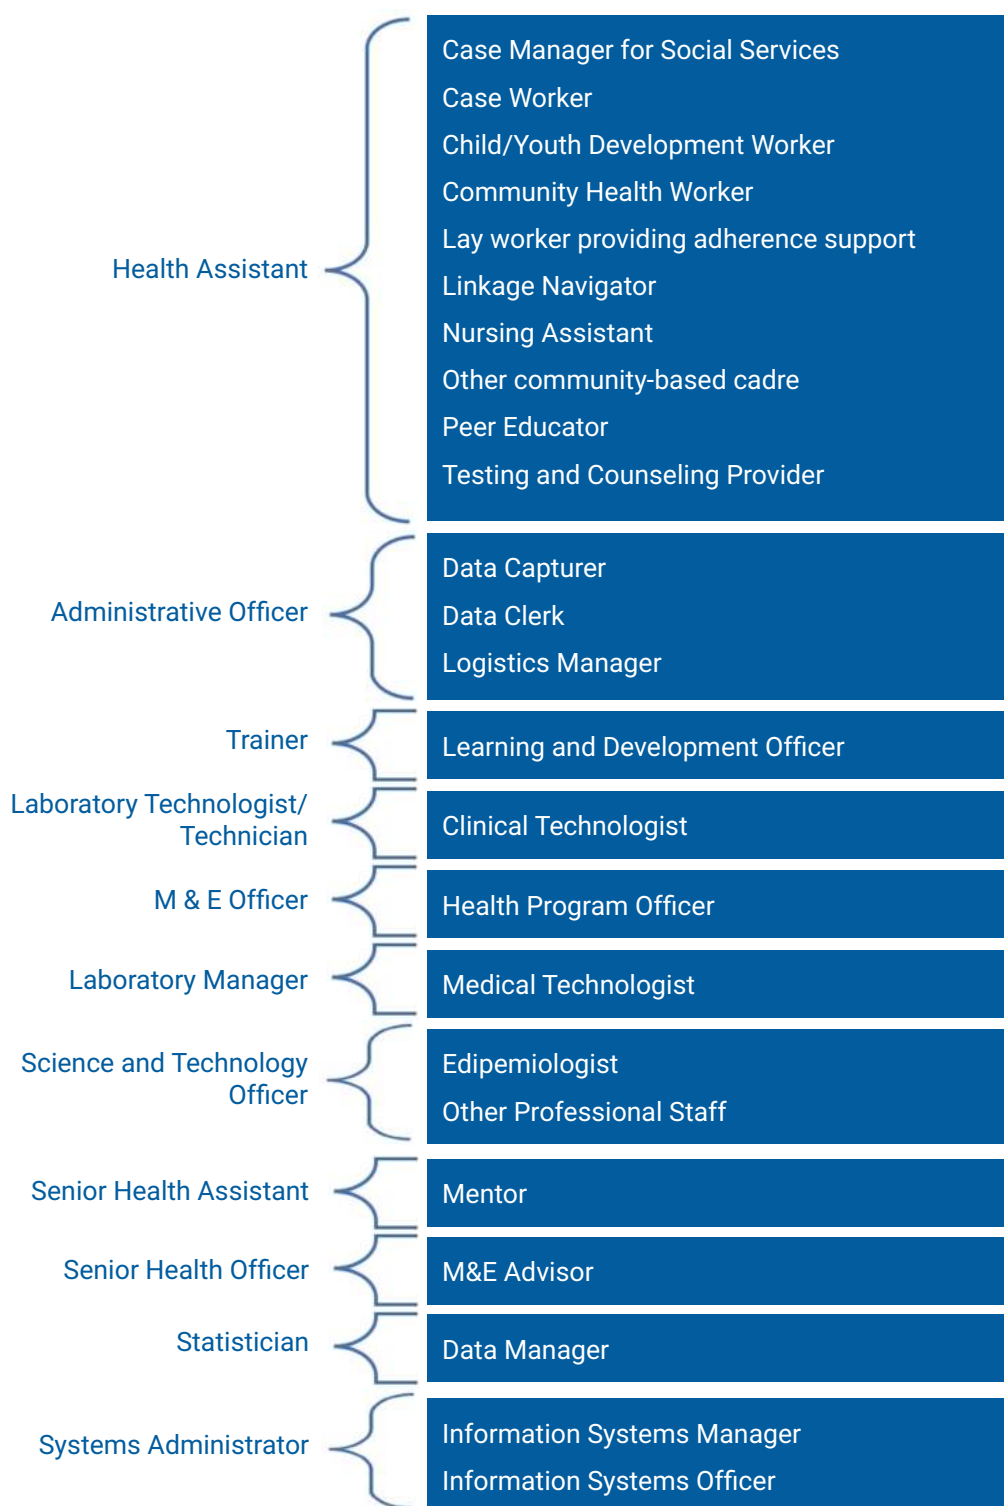 Health Assistant
Case Manager for Social Services
Case Worker
Child/Youth Development Worker
Community Health Worker
Lay worker providing adherence support
Linkage Navigator
Nursing Assistant
Other community-based cadre
Peer Educator
Testing and Counseling Provider
Administrative Officer
Data Capturer
Data Clerk
Logistics Manager
Trainer
Learning and Development Officer
Laboratory Technologist/
Technician
Clinical Technologist
M & E Officer
Health Program Officer
Laboratory Manager
Medical Technologist
Science and Technology
Officer
Edipemiologist
Other Professional Staff
Senior Health Assistant
Mentor
Senior Health Officer
M&E Advisor
Statistician
Data Manager
Systems Administrator
Information Systems Manager
Information Systems Officer